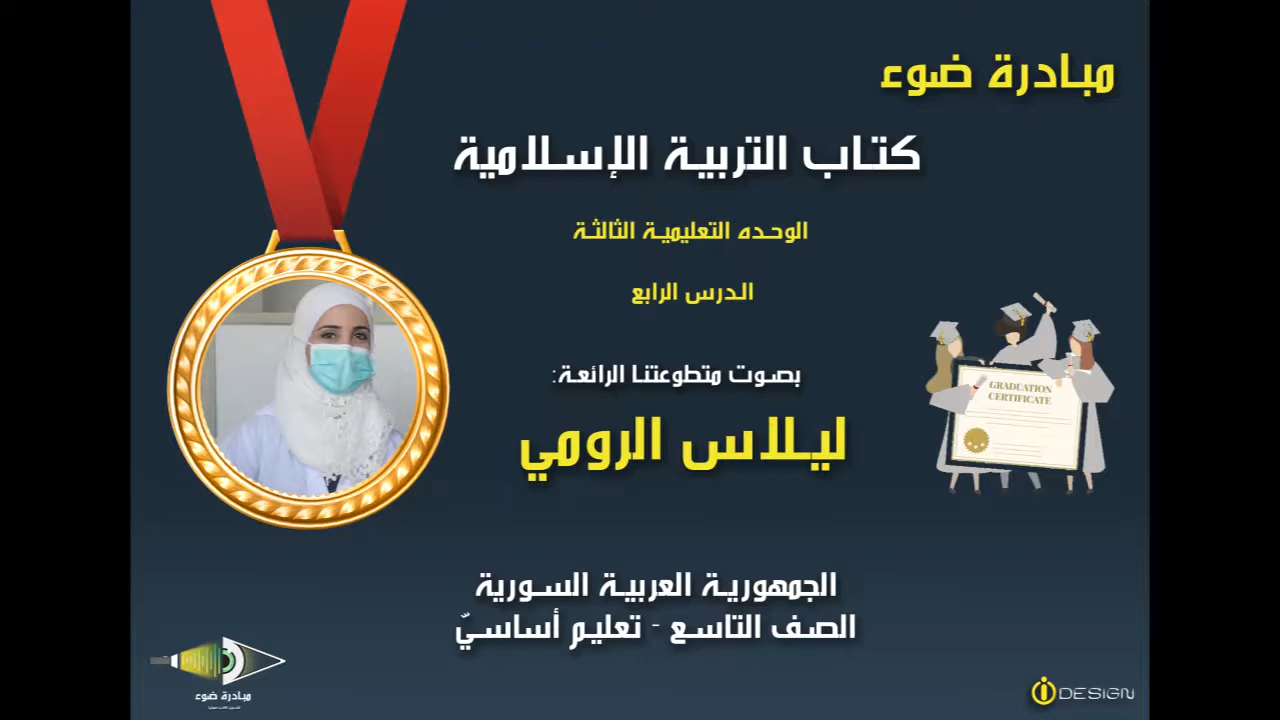 مبادرة ضوء
كتاب التربية الإسلامية
الوحده التعليمية الثالثة
الدرس الرابع
بصوت متطوعتنا الرائعة:
ليلاس الرومي
GRADUATION
CERTIFICATE
الجمهورية العربية السورية
الصف التاسع - تعليم أساسيّ
مبادرة ضوء
DESIGN